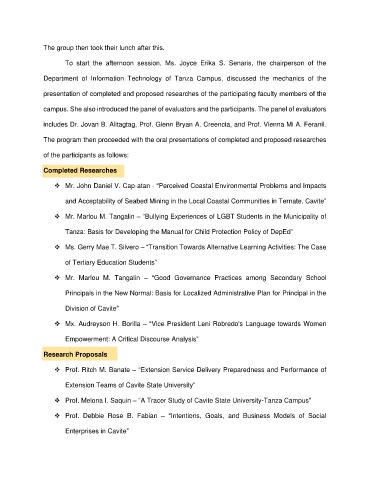 The group then took their lunch after this.
To start the afternoon session, Ms. Joyce Erika S. Senaris, the chairperson of the
Department of Information Technology of Tanza Campus, discussed the mechanics of the
presentation of completed and proposed researches of the participating faculty members of the
campus. She also introduced the panel of evaluators and the participants. The panel of evaluators
includes Dr. Jovan B. Alitagtag, Prof. Glenn Bryan A. Creencia, and Prof. Vienna Mi A. Feranil.
The program then proceeded with the oral presentations of completed and proposed researches
of the participants as follows:
Completed Researches
❖ Mr. John Daniel V. Cap-atan - “Perceived Coastal Environmental Problems and Impacts
and Acceptability of Seabed Mining in the Local Coastal Communities in Ternate, Cavite”
❖ Mr. Marlou M. Tangalin – “Bullying Experiences of LGBT Students in the Municipality of
Tanza: Basis for Developing the Manual for Child Protection Policy of DepEd”
❖ Ms. Gerry Mae T. Silvero – “Transition Towards Alternative Learning Activities: The Case
of Tertiary Education Students”
❖ Mr. Marlou M. Tangalin – “Good Governance Practices among Secondary School
Principals in the New Normal: Basis for Localized Administrative Plan for Principal in the
Division of Cavite”
❖ Mx. Audreyson H. Borilla – “Vice President Leni Robredo's Language towards Women
Empowerment: A Critical Discourse Analysis”
Research Proposals
❖ Prof. Ritch M. Banate – “Extension Service Delivery Preparedness and Performance of
Extension Teams of Cavite State University”
❖ Prof. Melona I. Saquin – “A Tracer Study of Cavite State University-Tanza Campus”
❖ Prof. Debbie Rose B. Fabian – “Intentions, Goals, and Business Models of Social
Enterprises in Cavite”